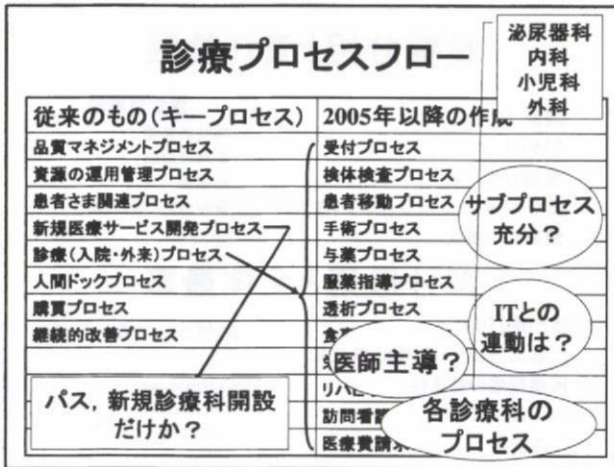 診療プロセスフロー
泌尿器科
内科
小児科
外科
従来のもの(キープロセス)
2005年以降の作成
品質マネジメントプロセス
受付プロセス
資源の運用管理プロセス
検体検査プロセス
患者さま関連プロセス
患者移動プロセス
新規医療サービス開発プロセス
手術プロセス
診療(入院・外来)プロセス
与薬プロセス
人間ドックプロセス
服薬指導プロセス
購買プロセス
透析プロセス
継続的改善プロセス
リハビ
訪問看護
医療費請求
サブプロセス
充分?
ITとの
連動は?
医師主導?
各診療科の
プロセス
パス,新規診療科開設
だけか?